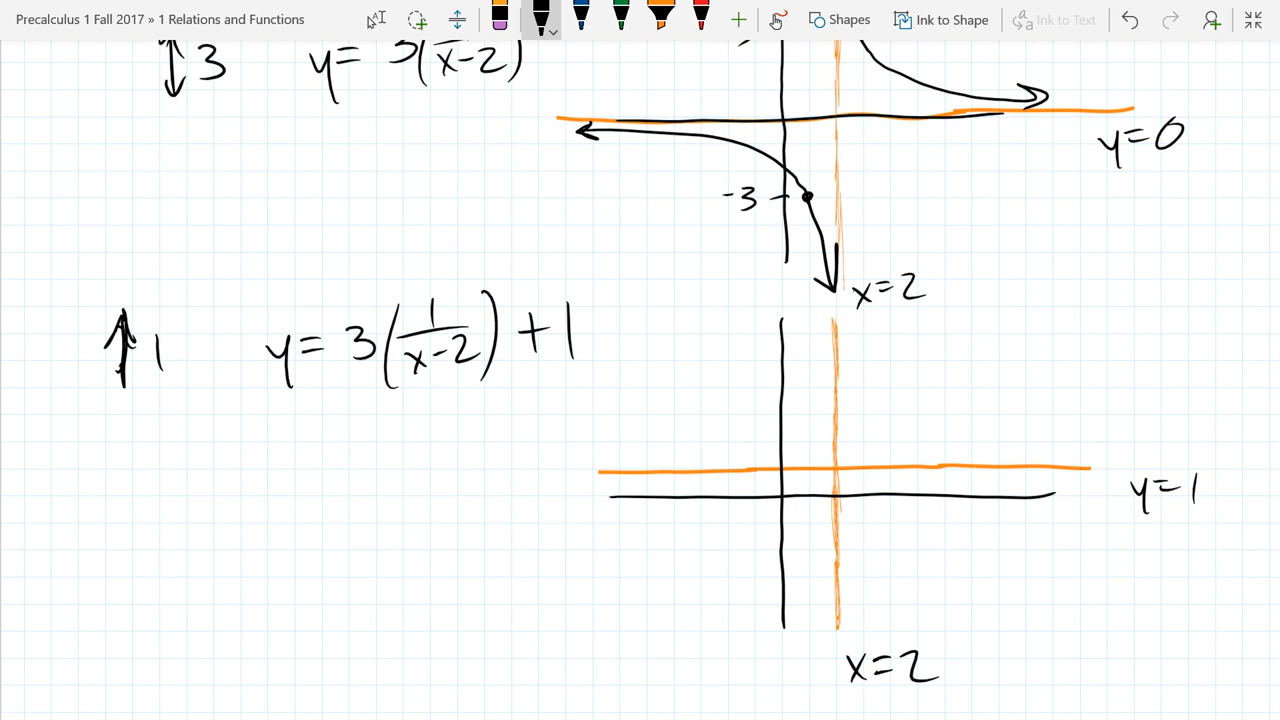 Precalculus 1 Fall 2017 » 1 Relations and Functions
Shapes
Ink to Shape
Ink to Text
3
y= 3(1/(x-2))
y=0
-3
x=2
1
y= 3(1/(x-2)) +1
y=1
x=2